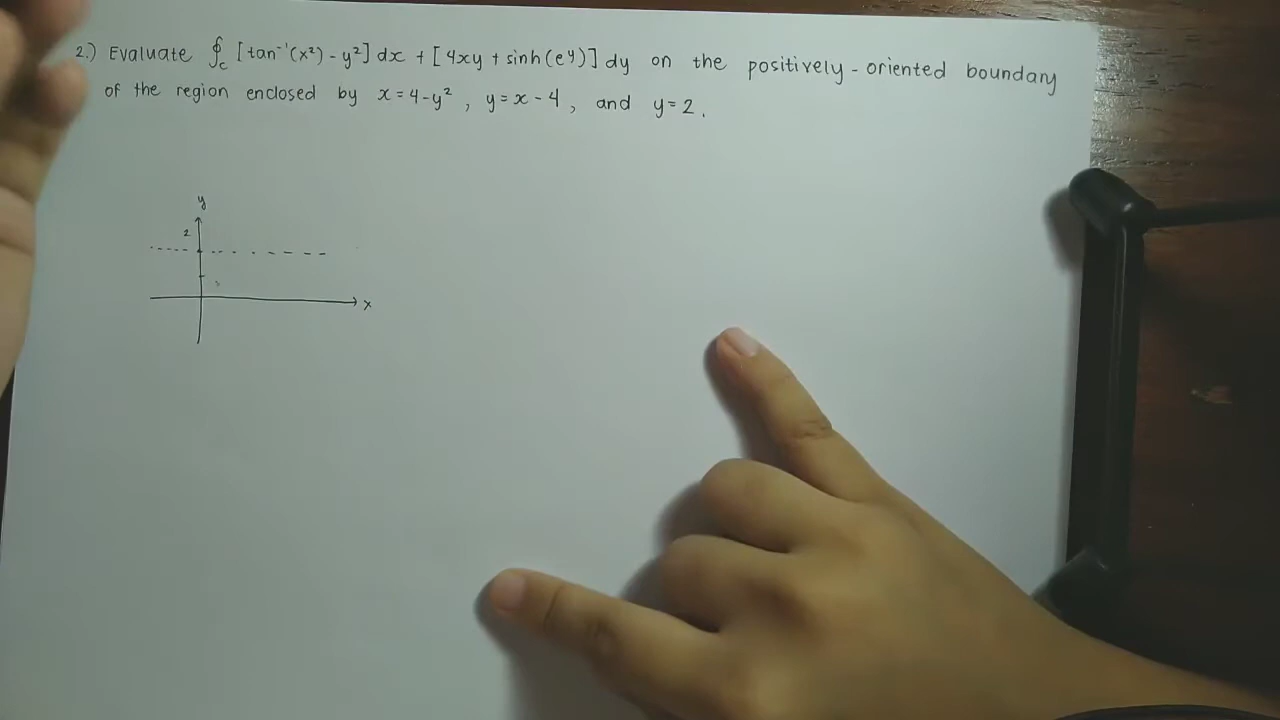 2.) Evaluate ∮_c [tan⁻¹(x²) - y²] dx + [4xy + sinh(e^y)] dy on the positively-oriented boundary
of the region enclosed by x = 4 - y², y = x - 4, and y = 2.
y
2
x